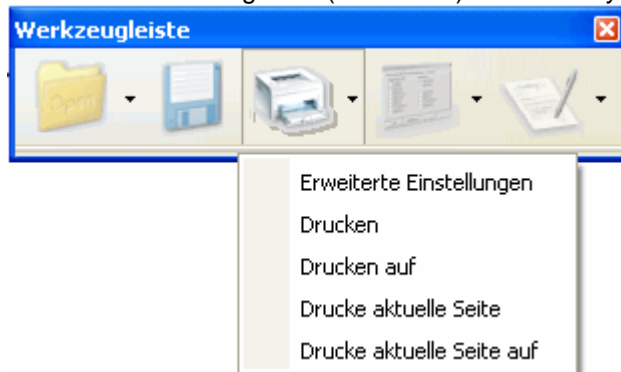 Werkzeugleiste
Open
Erweiterte Einstellungen
Drucken
Drucken auf
Drucke aktuelle Seite
Drucke aktuelle Seite auf